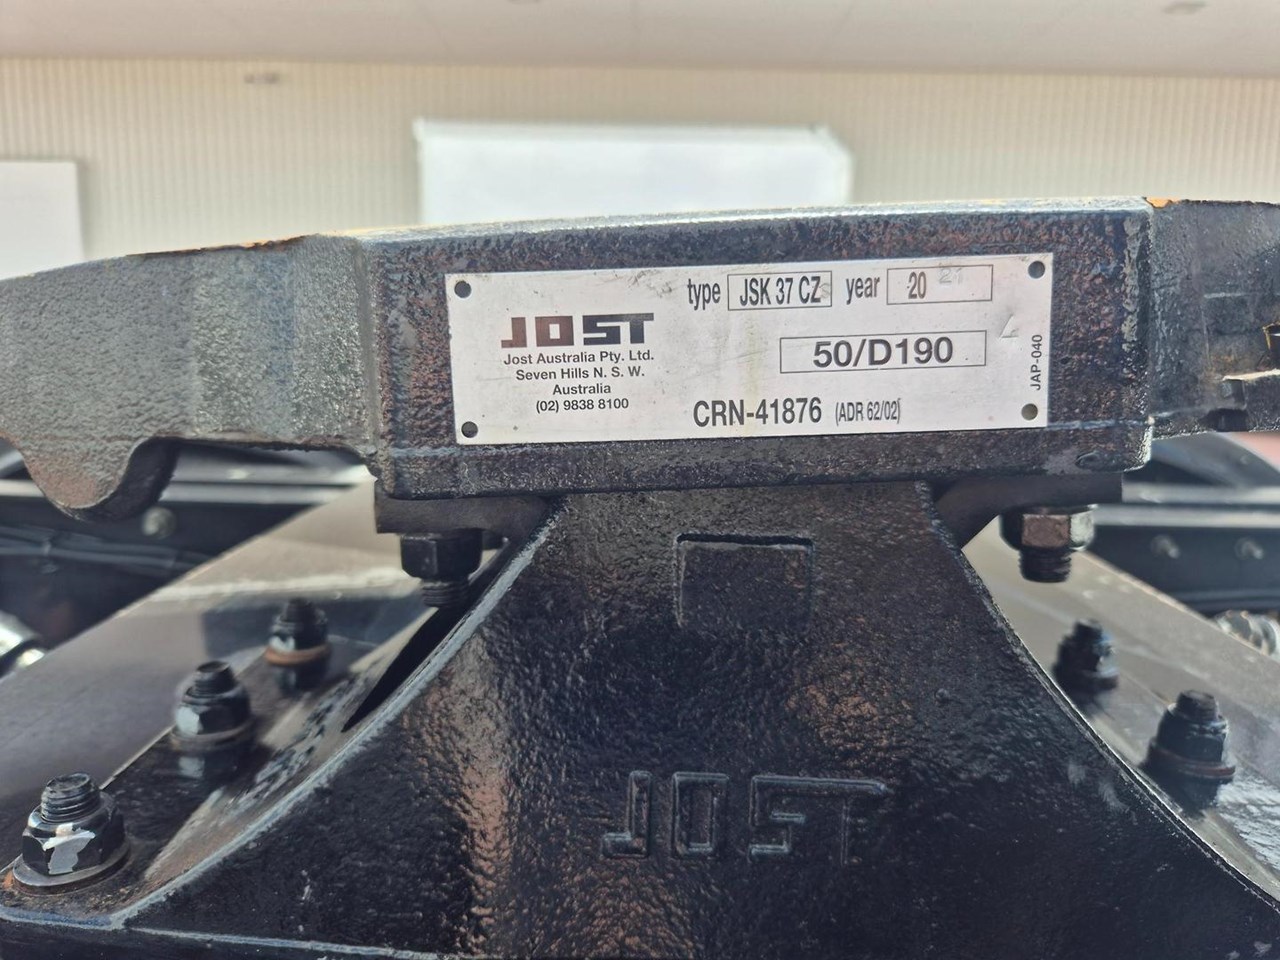 type JSK 37 CZs year 20 21
JOST
Jost Australia Pty. Ltd.
Seven Hills N. S. W.
Australia
(02) 9838 8100
50/D190
CRN-41876 (ADR 62/02)
JAP-040
JOST